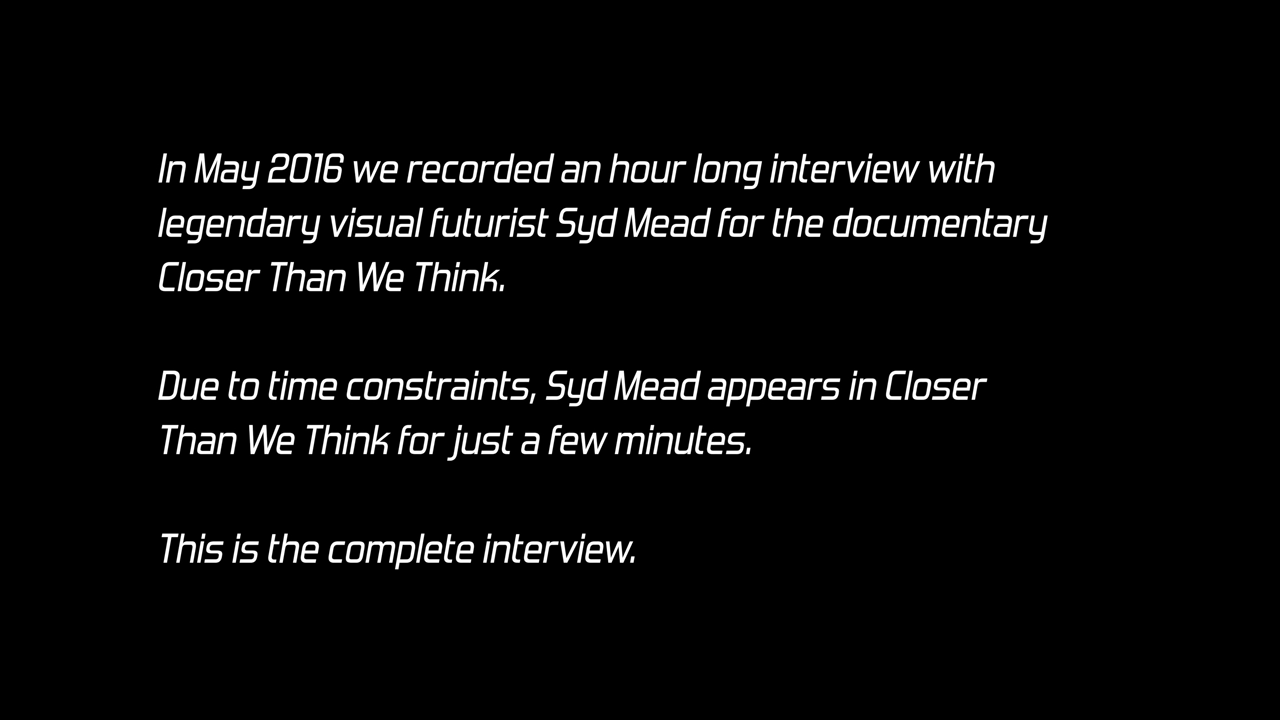 In May 2016 we recorded an hour long interview with
legendary visual futurist Syd Mead for the documentary
Closer Than We Think.
Due to time constraints, Syd Mead appears in Closer
Than We Think for just a few minutes.
This is the complete interview.